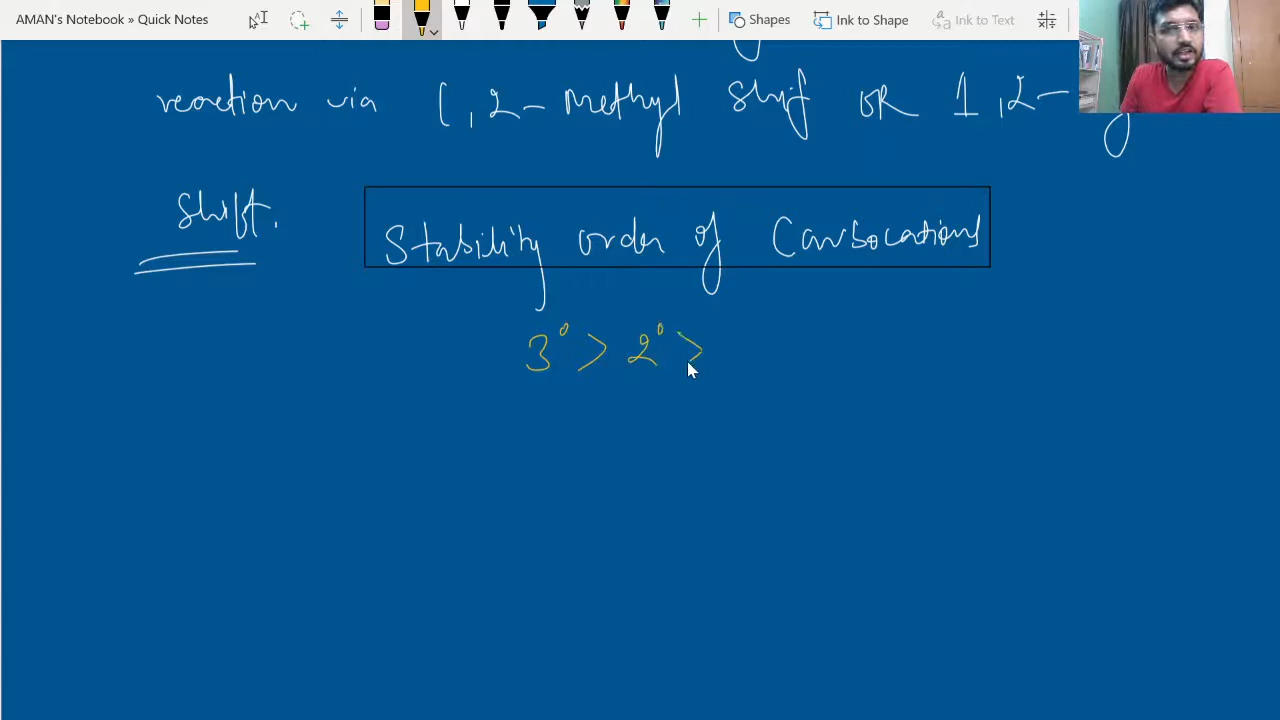 AMAN's Notebook » Quick Notes
Shapes
Ink to Shape
Ink to Text
reaction via 1,2-methyl shift OR 1,2-
shift.
Stability order of Carbocations
3° > 2° >